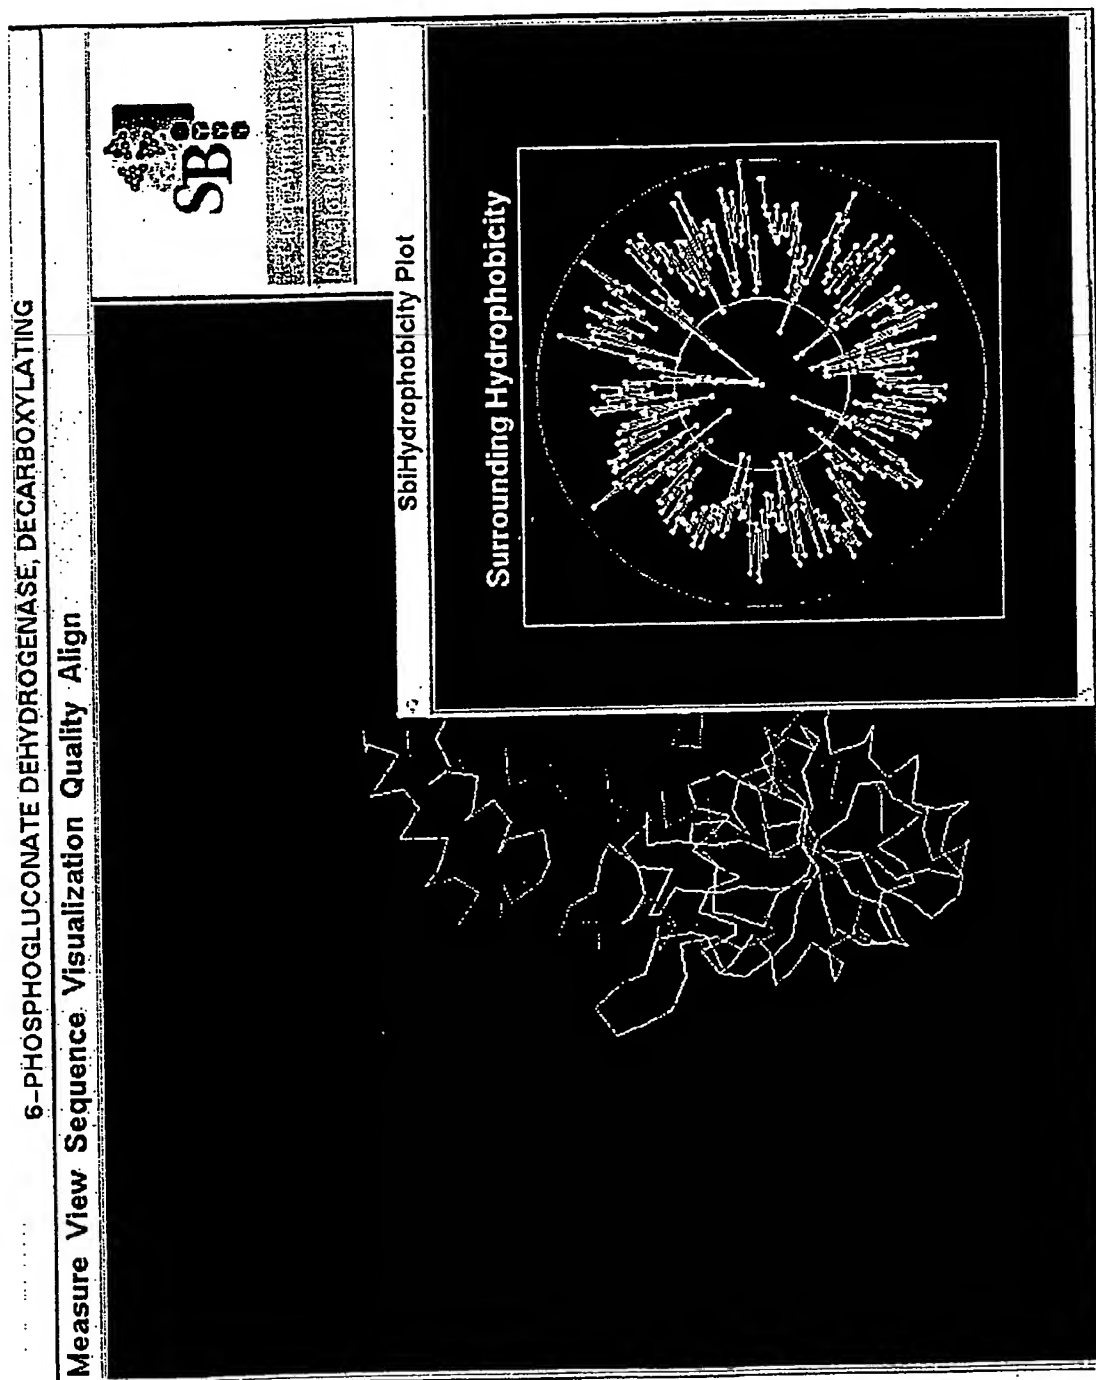 6-PHOSPHOGLUCONATE DEHYDROGENASE, DECARBOXYLATING
Measure View Sequence Visualization Quality Align
SB
SbiHydrophobicity Plot
Surrounding Hydrophobicity